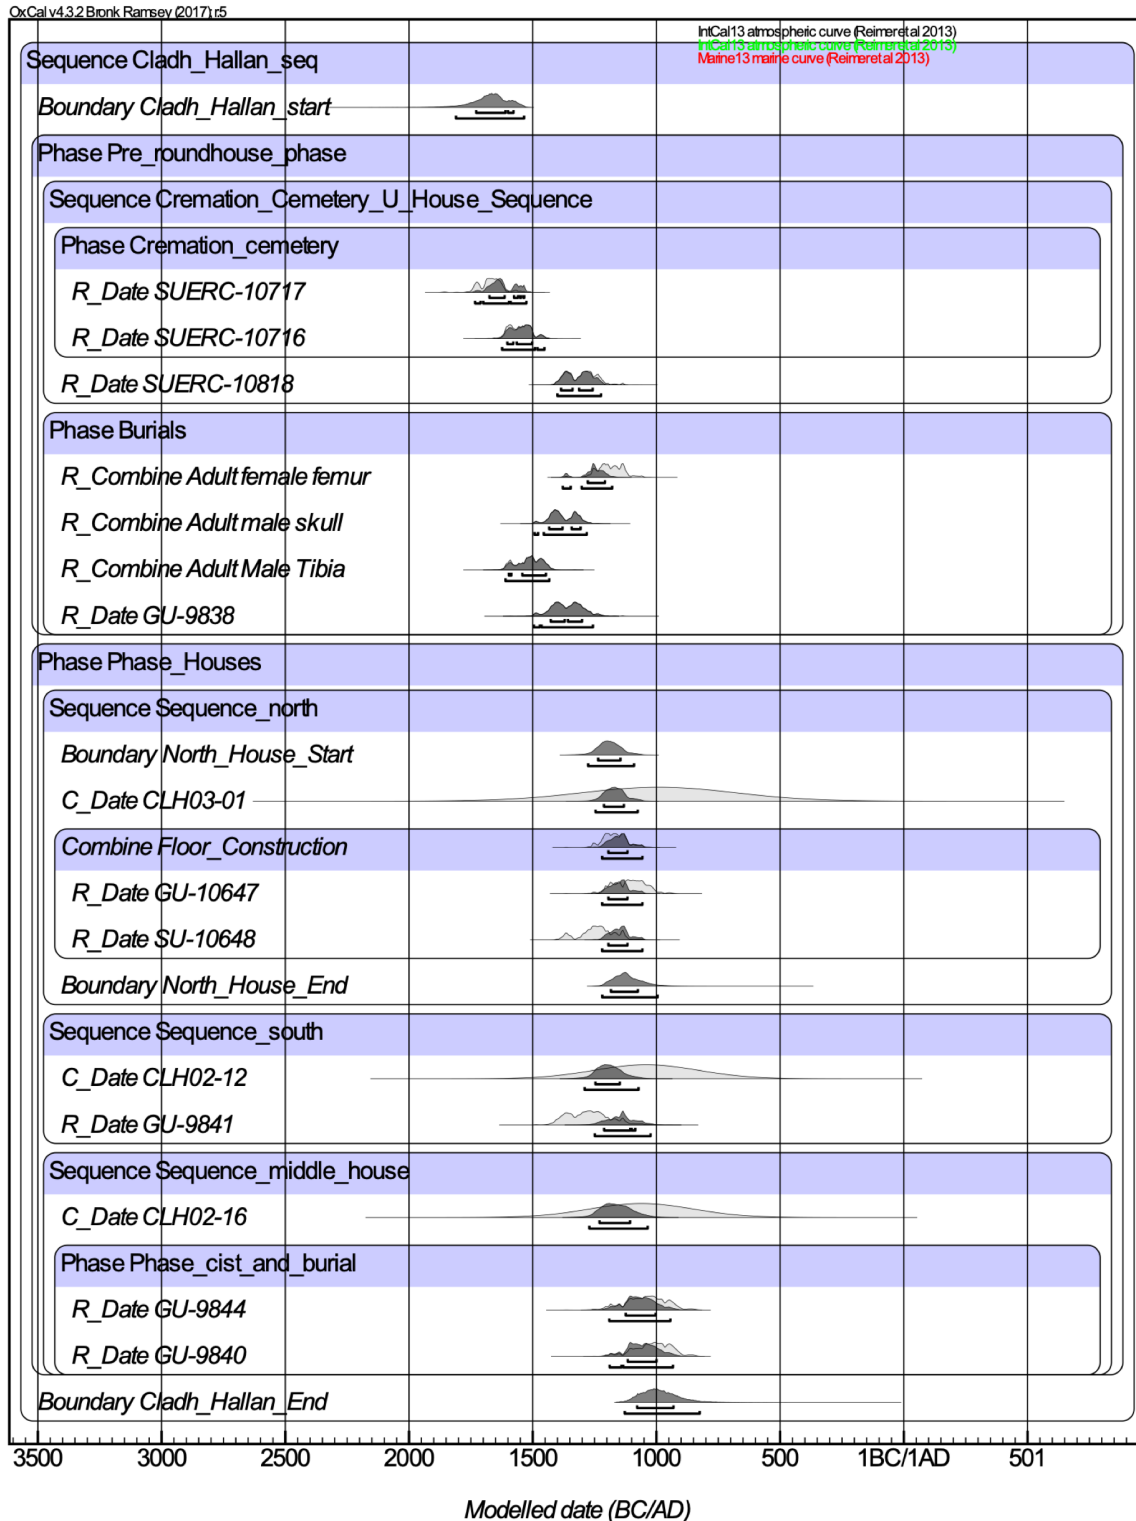 OxCal v4.3.2 Bronk Ramsey (2017); r:5
IntCal13 atmospheric curve (Reimer et al 2013)
IntCal13 atmospheric curve (Reimer et al 2013)
Marine13 marine curve (Reimer et al 2013)
Sequence Cladh_Hallan_seq
Boundary Cladh_Hallan_start
Phase Pre_roundhouse_phase
Sequence Cremation_Cemetery_U_House_Sequence
Phase Cremation_cemetery
R_Date SUERC-10717
R_Date SUERC-10716
R_Date SUERC-10818
Phase Burials
R_Combine Adult female femur
R_Combine Adult male skull
R_Combine Adult Male Tibia
R_Date GU-9838
Phase Phase_Houses
Sequence Sequence_north
Boundary North_House_Start
C_Date CLH03-01
Combine Floor_Construction
R_Date GU-10647
R_Date SU-10648
Boundary North_House_End
Sequence Sequence_south
C_Date CLH02-12
R_Date GU-9841
Sequence Sequence_middle_house
C_Date CLH02-16
Phase Phase_cist_and_burial
R_Date GU-9844
R_Date GU-9840
Boundary Cladh_Hallan_End
3500 3000 2500 2000 1500 1000 500 1BC/1AD 501
Modelled date (BC/AD)